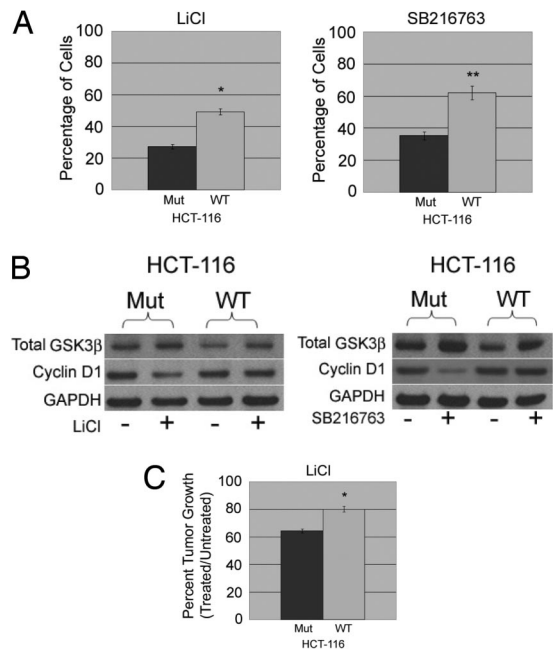 A
LiCl
Percentage of Cells
100
80
60
40
20
0
*
Mut
WT
HCT-116
SB216763
Percentage of Cells
100
80
60
40
20
0
**
Mut
WT
HCT-116
B
HCT-116
Mut WT
Total GSK3β
Cyclin D1
GAPDH
LiCl - + - +
HCT-116
Mut WT
Total GSK3β
Cyclin D1
GAPDH
SB216763 - + - +
C
LiCl
Percent Tumor Growth
(Treated/Untreated)
100
80
60
40
20
0
*
Mut
WT
HCT-116